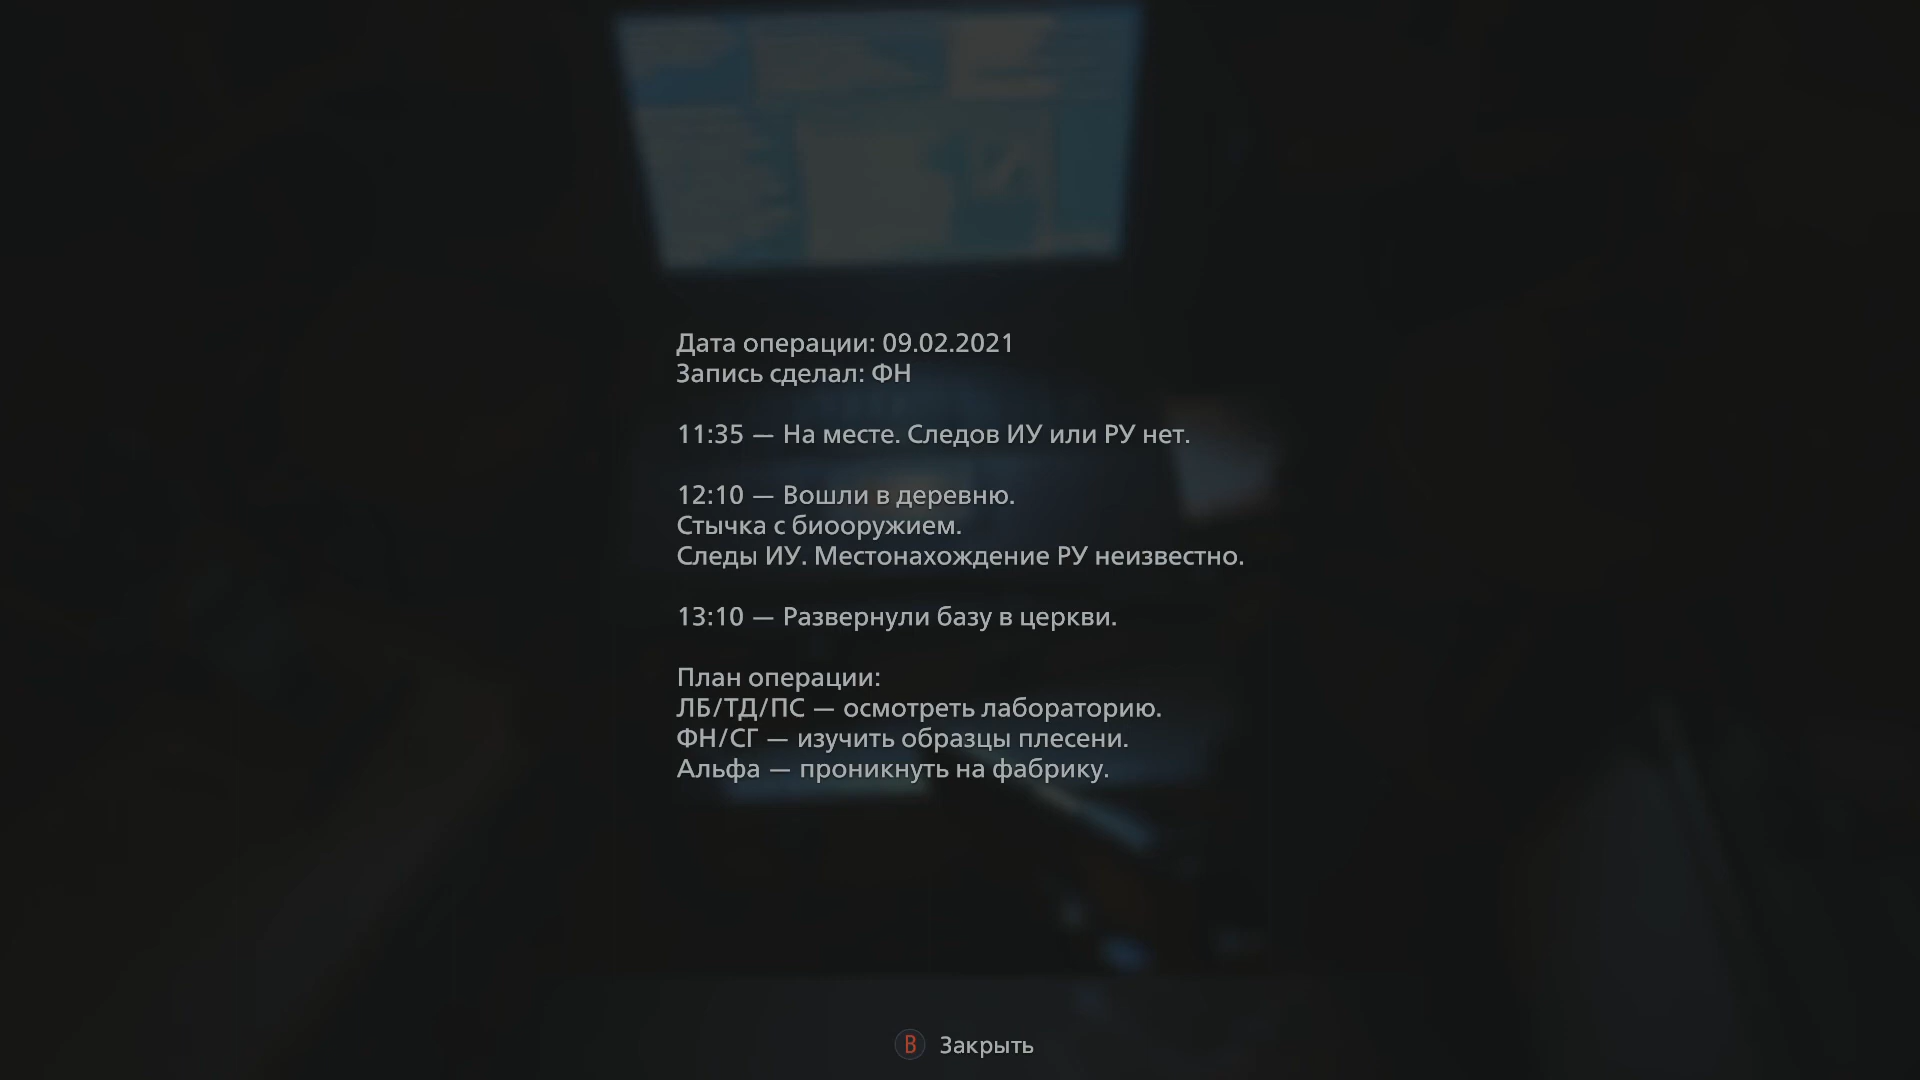 Дата операции: 09.02.2021
Запись сделал: ФН
11:35 — На месте. Следов ИУ или РУ нет.
12:10 — Вошли в деревню.
Стычка с биооружием.
Следы ИУ. Местонахождение РУ неизвестно.
13:10 — Развернули базу в церкви.
План операции:
ЛБ/ТД/ПС — осмотреть лабораторию.
ФН/СГ — изучить образцы плесени.
Альфа — проникнуть на фабрику.
B Закрыть